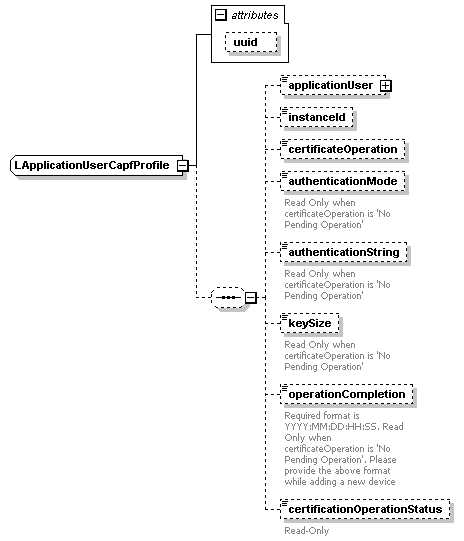 attributes
uuid
LApplicationUserCapfProfile
applicationUser
instanceId
certificateOperation
authenticationMode
Read Only when
certificateOperation is 'No
Pending Operation'
authenticationString
Read Only when
certificateOperation is 'No
Pending Operation'
keySize
Read Only when
certificateOperation is 'No
Pending Operation'
operationCompletion
Required format is
YYYY:MM:DD:HH:SS. Read
Only when
certificateOperation is 'No
Pending Operation'. Please
provide the above format
while adding a new device
certificationOperationStatus
Read-Only